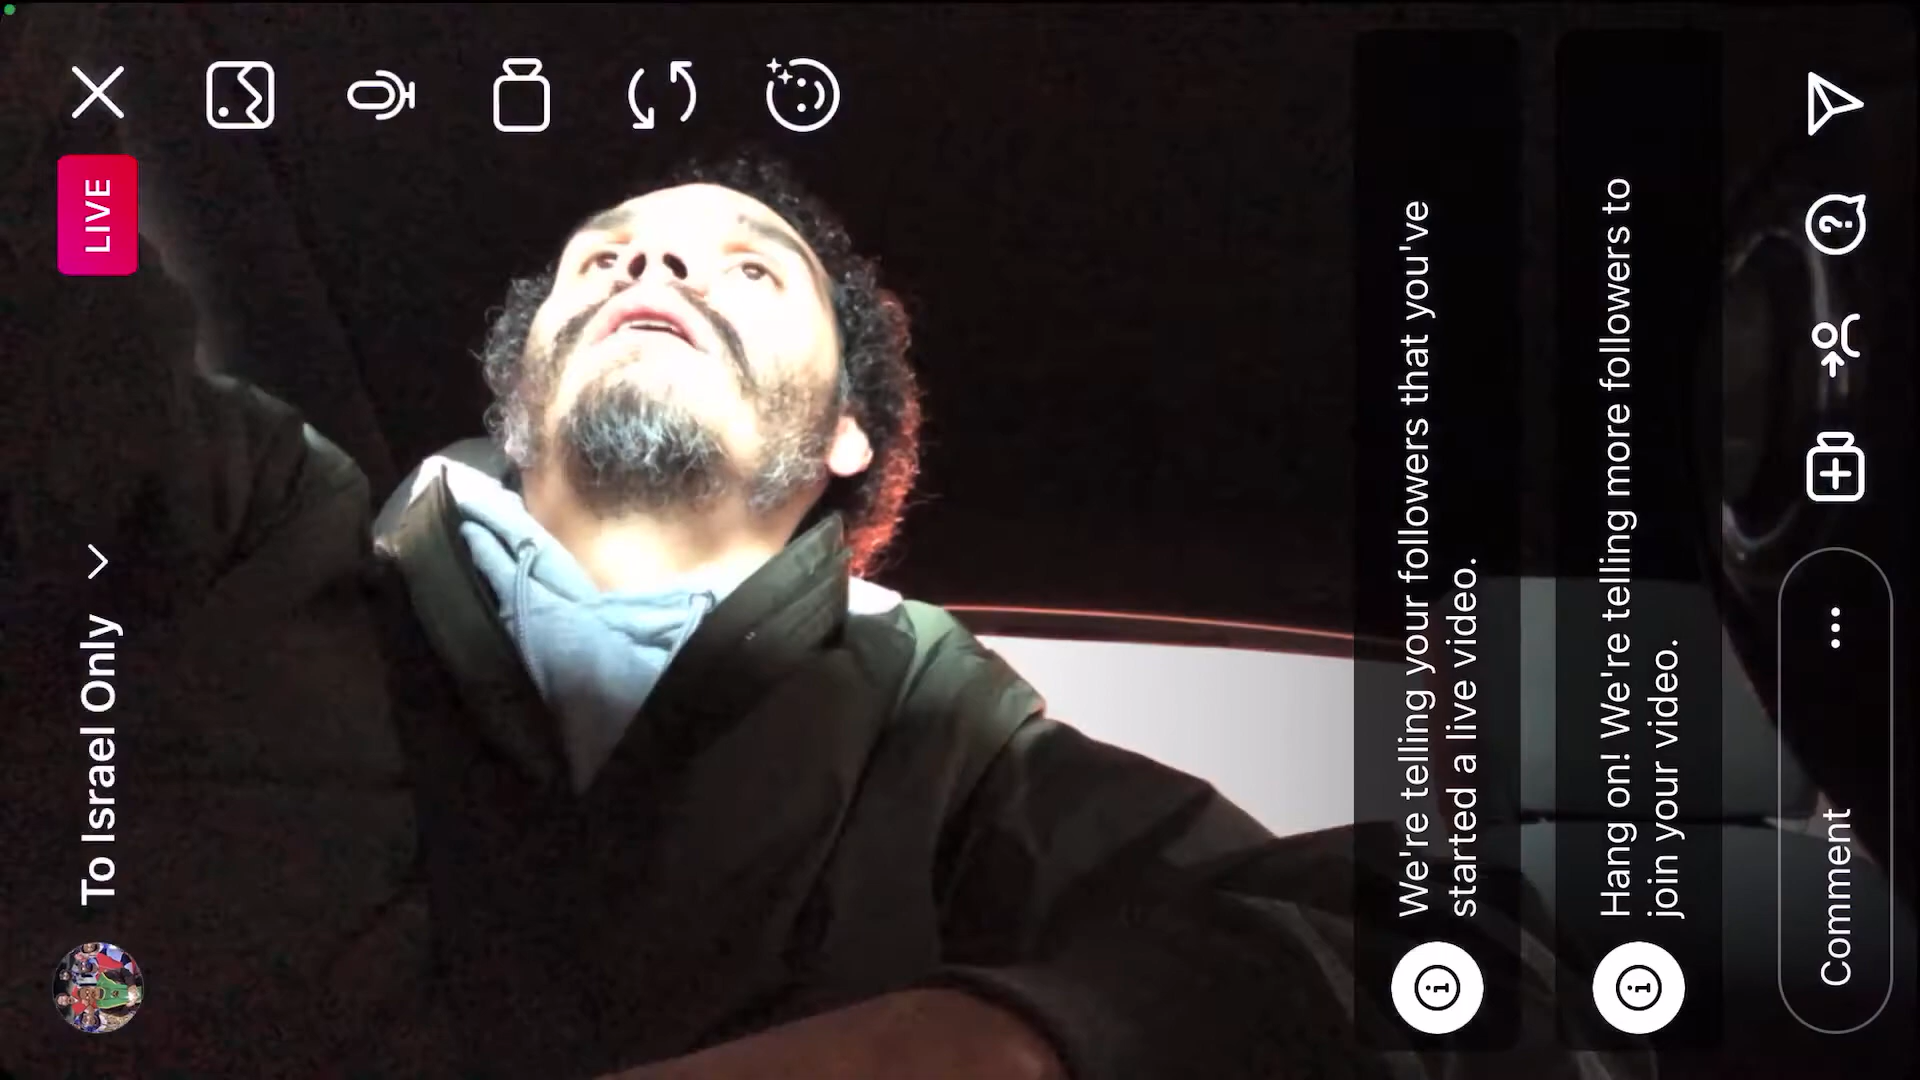 To Israel Only
LIVE
We're telling your followers that you've
started a live video.
Hang on! We're telling more followers to
join your video.
Comment